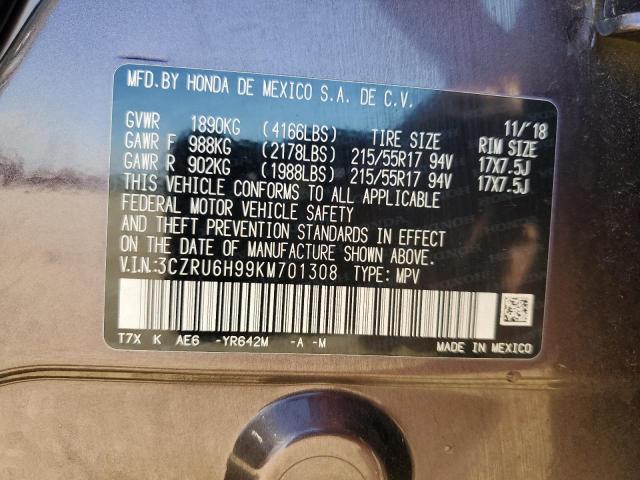 MFD. BY HONDA DE MEXICO S.A. DE C.V.
11/'18
GVWR 1890KG (4166LBS) TIRE SIZE RIM SIZE
GAWR F 988KG (2178LBS) 215/55R17 94V 17X7.5J
GAWR R 902KG (1988LBS) 215/55R17 94V 17X7.5J
THIS VEHICLE CONFORMS TO ALL APPLICABLE
FEDERAL MOTOR VEHICLE SAFETY
AND THEFT PREVENTION STANDARDS IN EFFECT
ON THE DATE OF MANUFACTURE SHOWN ABOVE.
V.I.N.:3CZRU6H99KM701308 TYPE: MPV
T7X K AE6 -YR642M -A -M
MADE IN MEXICO